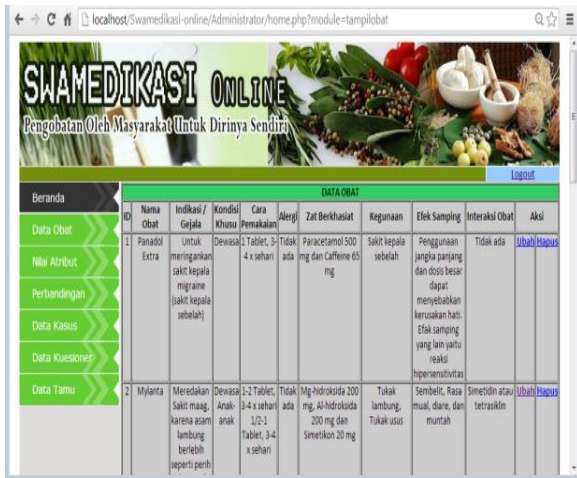 localhost/Swamedikasi-online/Administrator/home.php?module=tampilobat
SWAMEDIKASI ONLINE
Pengobatan Oleh Masyarakat Untuk Dirinya Sendiri
Logout
Beranda
Data Obat
Nilai Atribut
Perbandingan
Data Kasus
Data Kuesioner
Data Tamu
DATA OBAT
ID Nama Obat Indikasi / Gejala Kondisi Khusu Cara Pemakaian Alergi Zat Berkhasiat Kegunaan Efek Samping Interaksi Obat Aksi
1 Panadol Extra Untuk meringankan sakit kepala migraine (sakit kepala sebelah) Dewasa 1 Tablet, 3-4 x sehari Tidak ada Paracetamol 500 mg dan Caffeine 65 mg Sakit kepala sebelah Penggunaan jangka panjang dan dosis besar dapat menyebabkan kerusakan hati. Efak samping yang lain yaitu reaksi hipersensitivitas Tidak ada Ubah Hapus
2 Mylanta Meredakan Sakit maag, karena asam lambung berlebih seperti perih Dewasa Anak-anak 1-2 Tablet, 3-4 x sehari 1/2-1 Tablet, 3-4 x sehari Tidak ada Mg-hidroksida 200 mg, Al-hidroksida 200 mg dan Simetikon 20 mg Tukak lambung, Tukak usus Sembelit, Rasa mual, diare, dan muntah Simetidin atau tetrasiklin Ubah Hapus